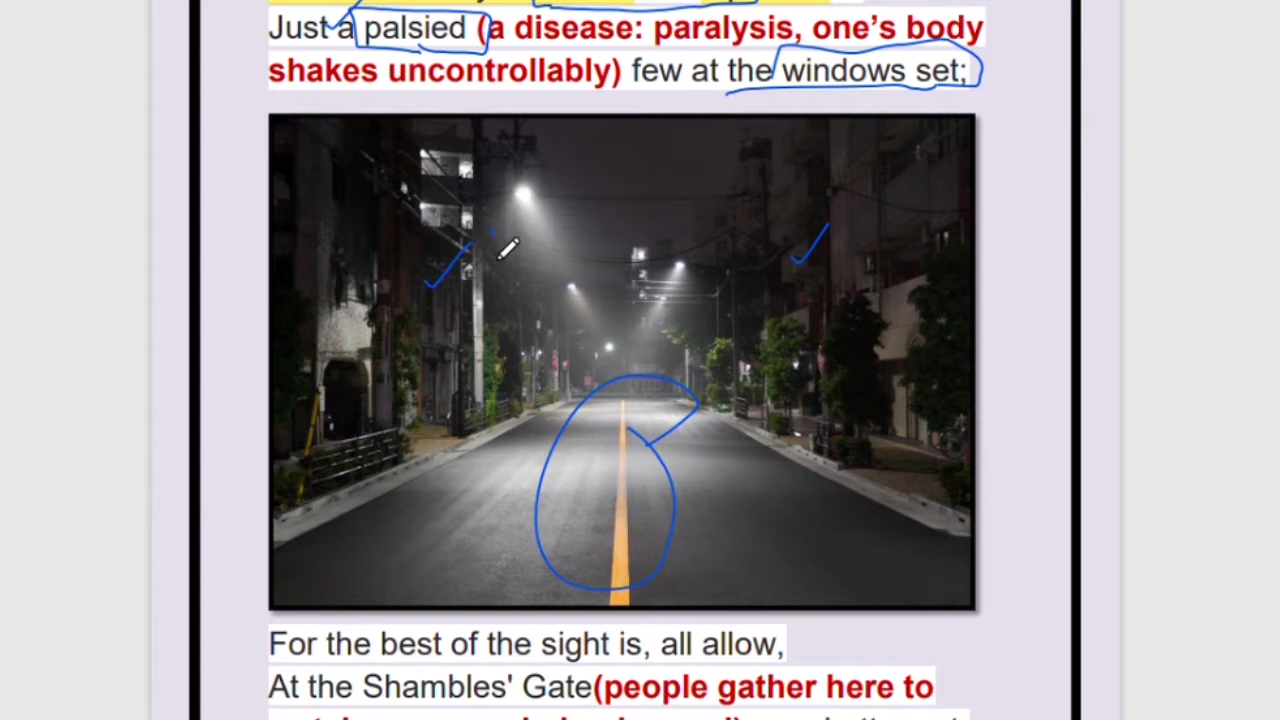 Just a palsied (a disease: paralysis, one’s body
shakes uncontrollably) few at the windows set;
For the best of the sight is, all allow,
At the Shambles' Gate(people gather here to